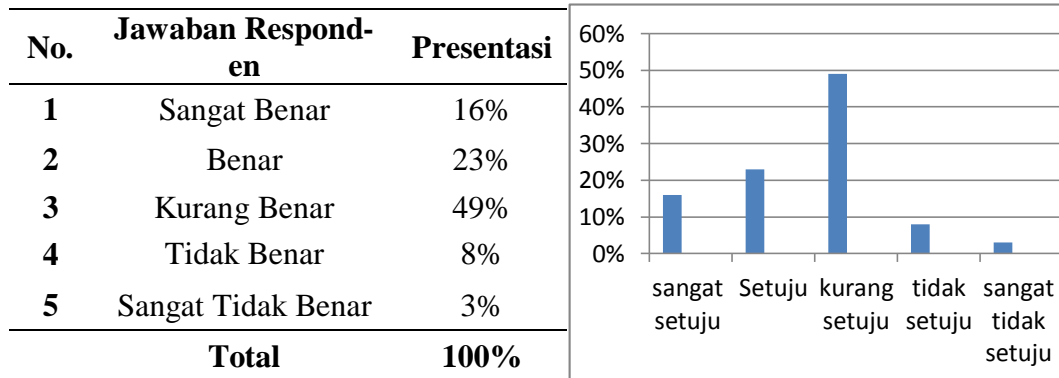 No. Jawaban Respond-
en Presentasi
1 Sangat Benar 16%
2 Benar 23%
3 Kurang Benar 49%
4 Tidak Benar 8%
5 Sangat Tidak Benar 3%
Total 100%
60%
50%
40%
30%
20%
10%
0%
sangat setuju
Setuju
kurang setuju
tidak setuju
sangat tidak setuju